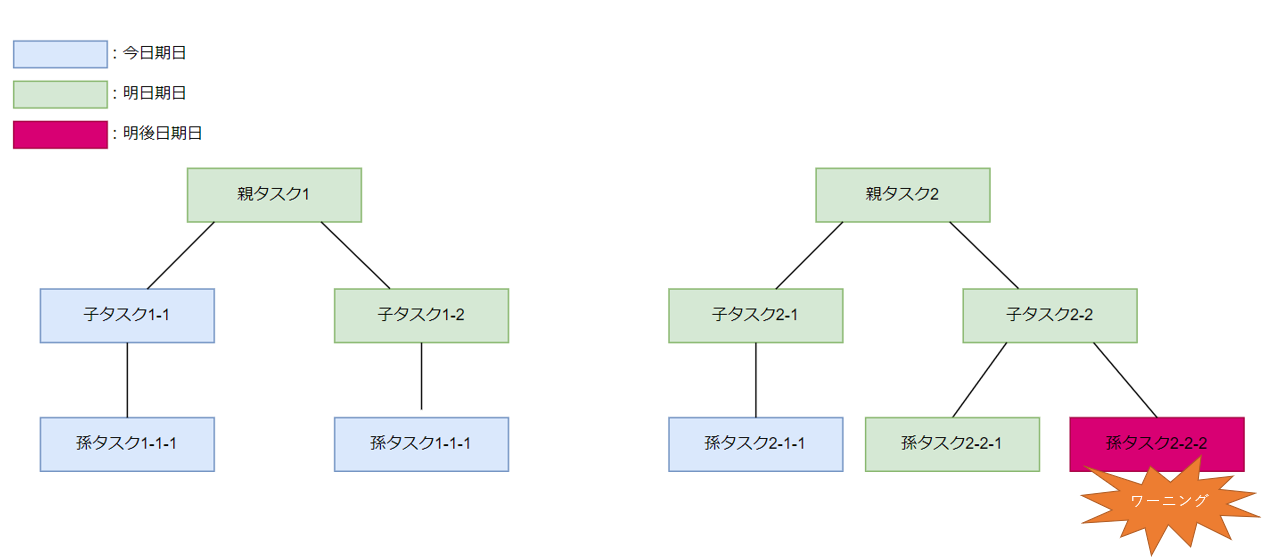 ：今日期日
：明日期日
：明後日期日
親タスク1
親タスク2
子タスク1-1
子タスク1-2
子タスク2-1
子タスク2-2
孫タスク1-1-1
孫タスク1-1-1
孫タスク2-1-1
孫タスク2-2-1
孫タスク2-2-2
ワーニング